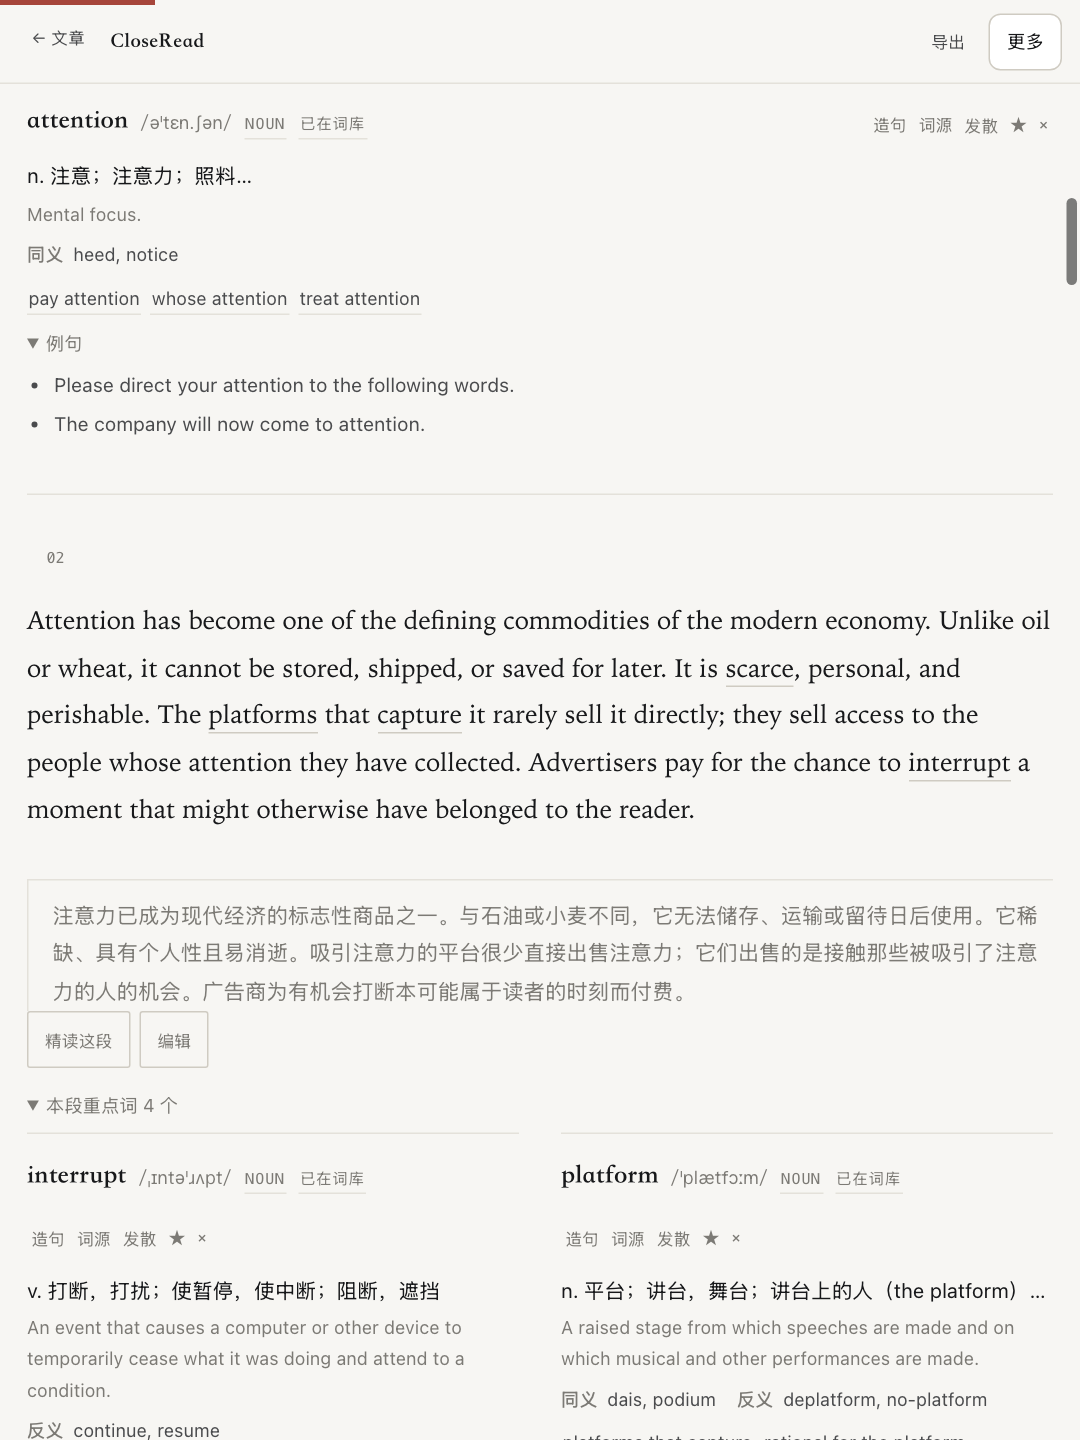 ← 文章 CloseRead 导出 更多
attention /əˈtɛn.ʃən/ NOUN 已在词库 造句 词源 发散 ★ ×
n. 注意；注意力；照料...
Mental focus.
同义 heed, notice
pay attention whose attention treat attention
▼ 例句
• Please direct your attention to the following words.
• The company will now come to attention.
02
Attention has become one of the defining commodities of the modern economy. Unlike oil
or wheat, it cannot be stored, shipped, or saved for later. It is scarce, personal, and
perishable. The platforms that capture it rarely sell it directly; they sell access to the
people whose attention they have collected. Advertisers pay for the chance to interrupt a
moment that might otherwise have belonged to the reader.
注意力已成为现代经济的标志性商品之一。与石油或小麦不同，它无法储存、运输或留待日后使用。它稀
缺、具有个人性且易消逝。吸引注意力的平台很少直接出售注意力；它们出售的是接触那些被吸引了注意
力的人的机会。广告商为有机会打断本可能属于读者的时刻而付费。
精读这段 编辑
▼ 本段重点词 4 个
interrupt /ˌɪntəˈɹʌpt/ NOUN 已在词库
造句 词源 发散 ★ ×
v. 打断，打扰；使暂停，使中断；阻断，遮挡
An event that causes a computer or other device to
temporarily cease what it was doing and attend to a
condition.
反义 continue, resume
platform /ˈplætfɔːm/ NOUN 已在词库
造句 词源 发散 ★ ×
n. 平台；讲台，舞台；讲台上的人（the platform）...
A raised stage from which speeches are made and on
which musical and other performances are made.
同义 dais, podium 反义 deplatform, no-platform